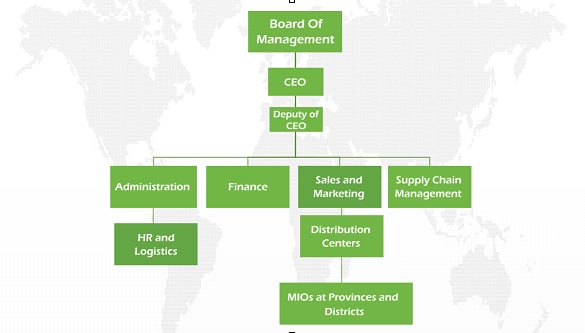 Board Of
Management
CEO
Deputy of
CEO
Administration
Finance
Sales and
Marketing
Supply Chain
Management
HR and
Logistics
Distribution
Centers
MIOs at Provinces and
Districts